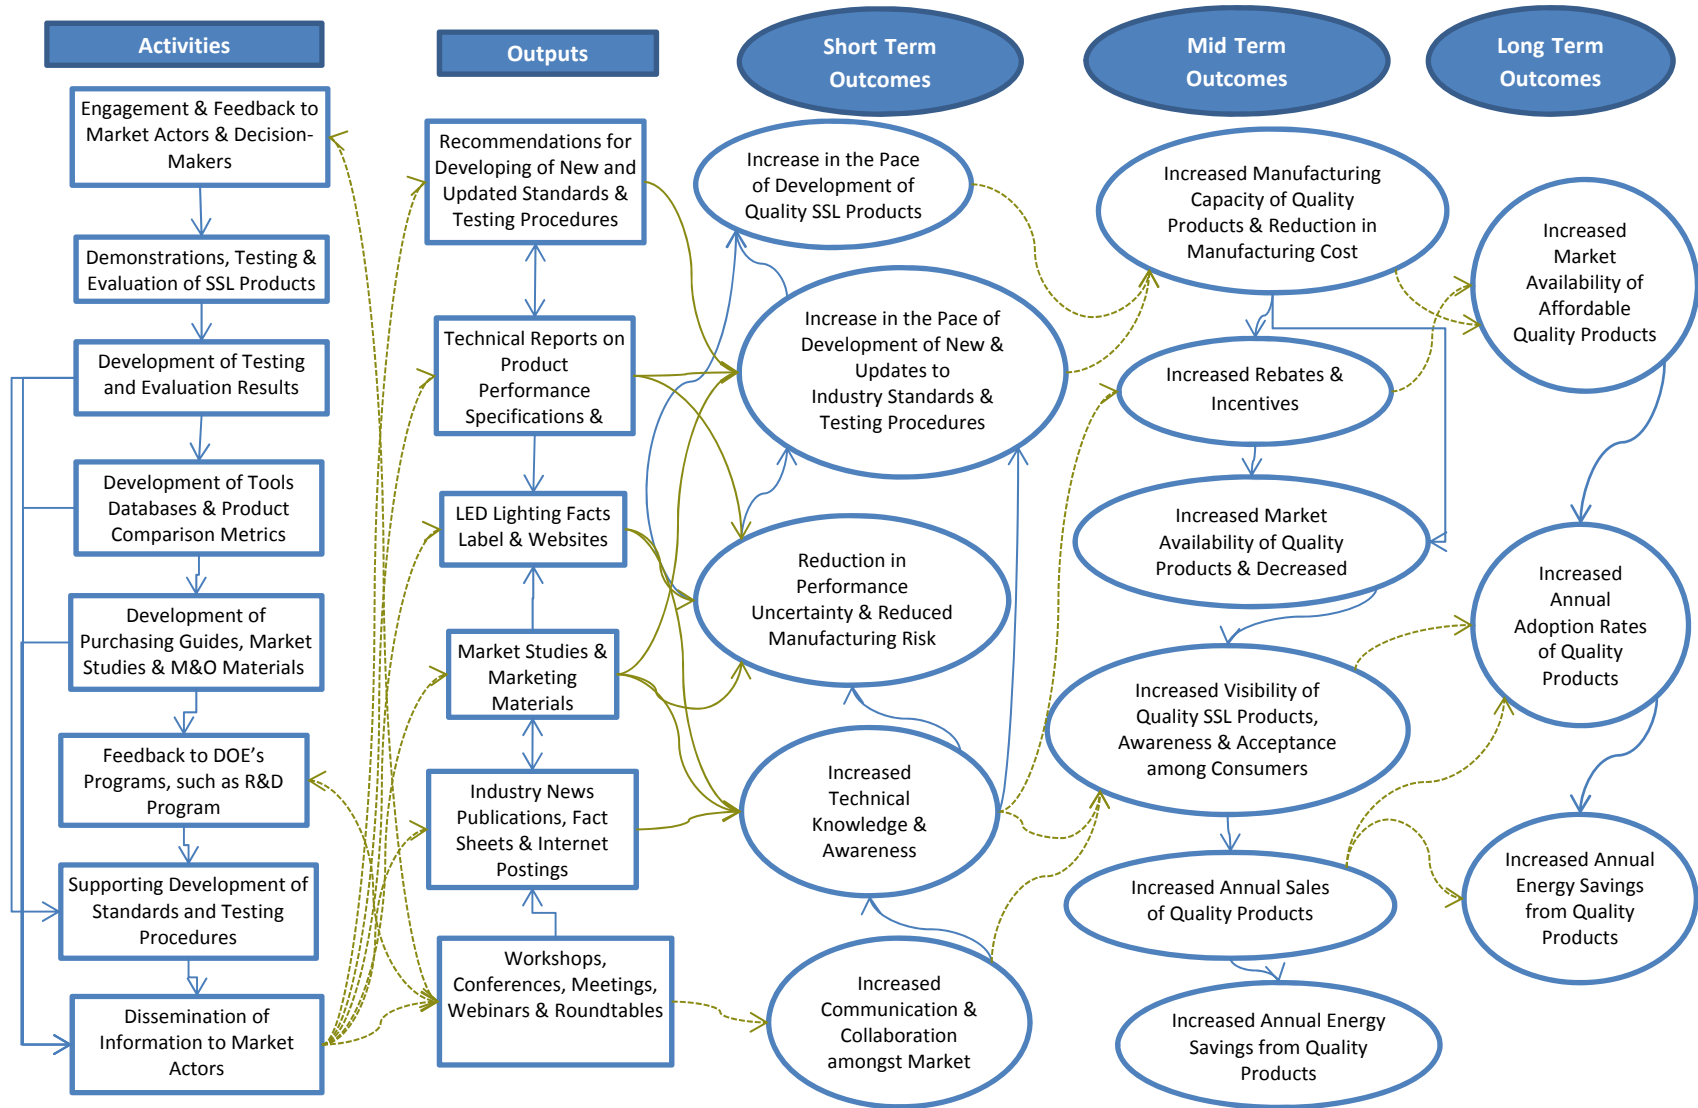 Activities
Engagement & Feedback to
Market Actors & Decision-
Makers
Demonstrations, Testing &
Evaluation of SSL Products
Development of Testing
and Evaluation Results
Development of Tools
Databases & Product
Comparison Metrics
Development of
Purchasing Guides, Market
Studies & M&O Materials
Feedback to DOE's
Programs, such as R&D
Program
Supporting Development of
Standards and Testing
Procedures
Dissemination of
Information to Market
Actors
Outputs
Recommendations for
Developing of New and
Updated Standards &
Testing Procedures
Technical Reports on
Product
Performance
Specifications &
LED Lighting Facts
Label & Websites
Market Studies &
Marketing
Materials
Industry News
Publications, Fact
Sheets & Internet
Postings
Workshops,
Conferences, Meetings,
Webinars & Roundtables
Short Term
Outcomes
Increase in the Pace
of Development of
Quality SSL Products
Increase in the Pace of
Development of New &
Updates to
Industry Standards &
Testing Procedures
Reduction in
Performance
Uncertainty & Reduced
Manufacturing Risk
Increased
Technical
Knowledge &
Awareness
Increased
Communication &
Collaboration
amongst Market
Mid Term
Outcomes
Increased Manufacturing
Capacity of Quality
Products & Reduction in
Manufacturing Cost
Increased Rebates &
Incentives
Increased Market
Availability of Quality
Products & Decreased
Increased Visibility of
Quality SSL Products,
Awareness & Acceptance
among Consumers
Increased Annual Sales
of Quality Products
Increased Annual Energy
Savings from Quality
Products
Long Term
Outcomes
Increased
Market
Availability of
Affordable
Quality Products
Increased
Annual
Adoption Rates
of Quality
Products
Increased Annual
Energy Savings
from Quality
Products